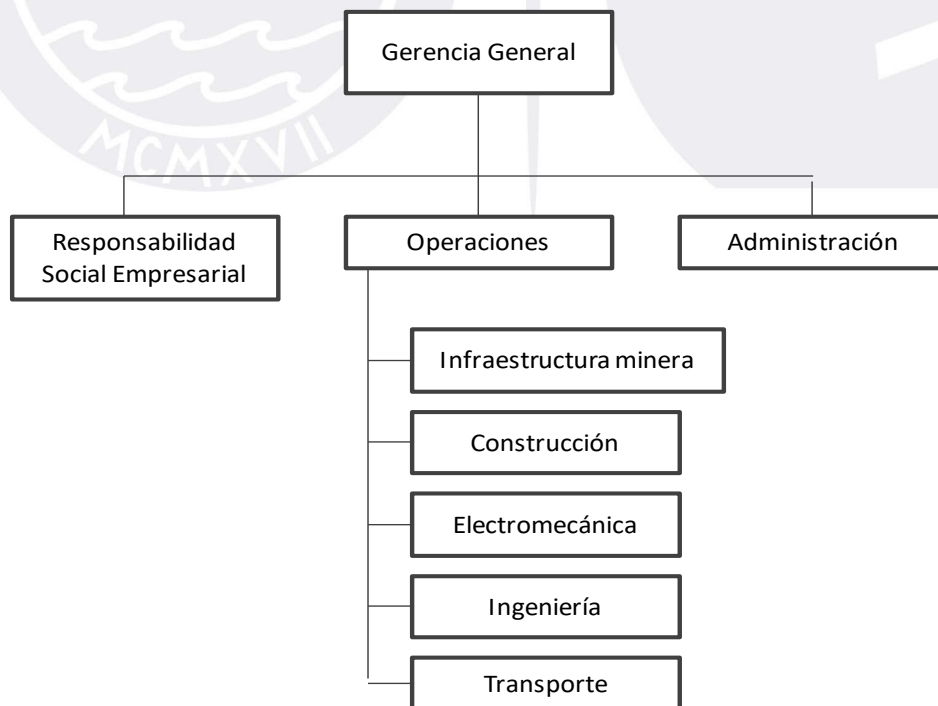 Gerencia General
MCMXVII
Responsabilidad
Social Empresarial
Operaciones
Administración
Infraestructura minera
Construcción
Electromecánica
Ingeniería
Transporte